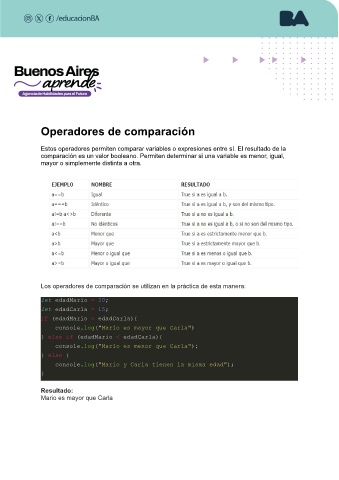 /educacionBA
BA
Buenos Aires
aprende
Agencia de Habilidades para el Futuro
Operadores de comparación
Estos operadores permiten comparar variables o expresiones entre sí. El resultado de la
comparación es un valor booleano. Permiten determinar si una variable es menor, igual,
mayor o simplemente distinta a otra.
EJEMPLO NOMBRE RESULTADO
a==b Igual True si a es igual a b.
a===b Idéntico True si a es igual a b, y son del mismo tipo.
a!=b a<>b Diferente True si a no es igual a b.
a!==b No idénticos True si a no es igual a b, o si no son del mismo tipo.
a<b Menor que True si a es estrictamente menor que b.
a>b Mayor que True si a estrictamente mayor que b.
a<=b Menor o igual que True si a es menos o igual que b.
a>=b Mayor o igual que True si a es mayor o igual que b.
Los operadores de comparación se utilizan en la práctica de esta manera:
let edadMario = 30;
let edadCarla = 15;
if (edadMario > edadCarla){
console.log("Mario es mayor que Carla")
} else if (edadMario < edadCarla){
console.log("Mario es menor que Carla");
} else {
console.log("Mario y Carla tienen la misma edad");
}
Resultado:
Mario es mayor que Carla